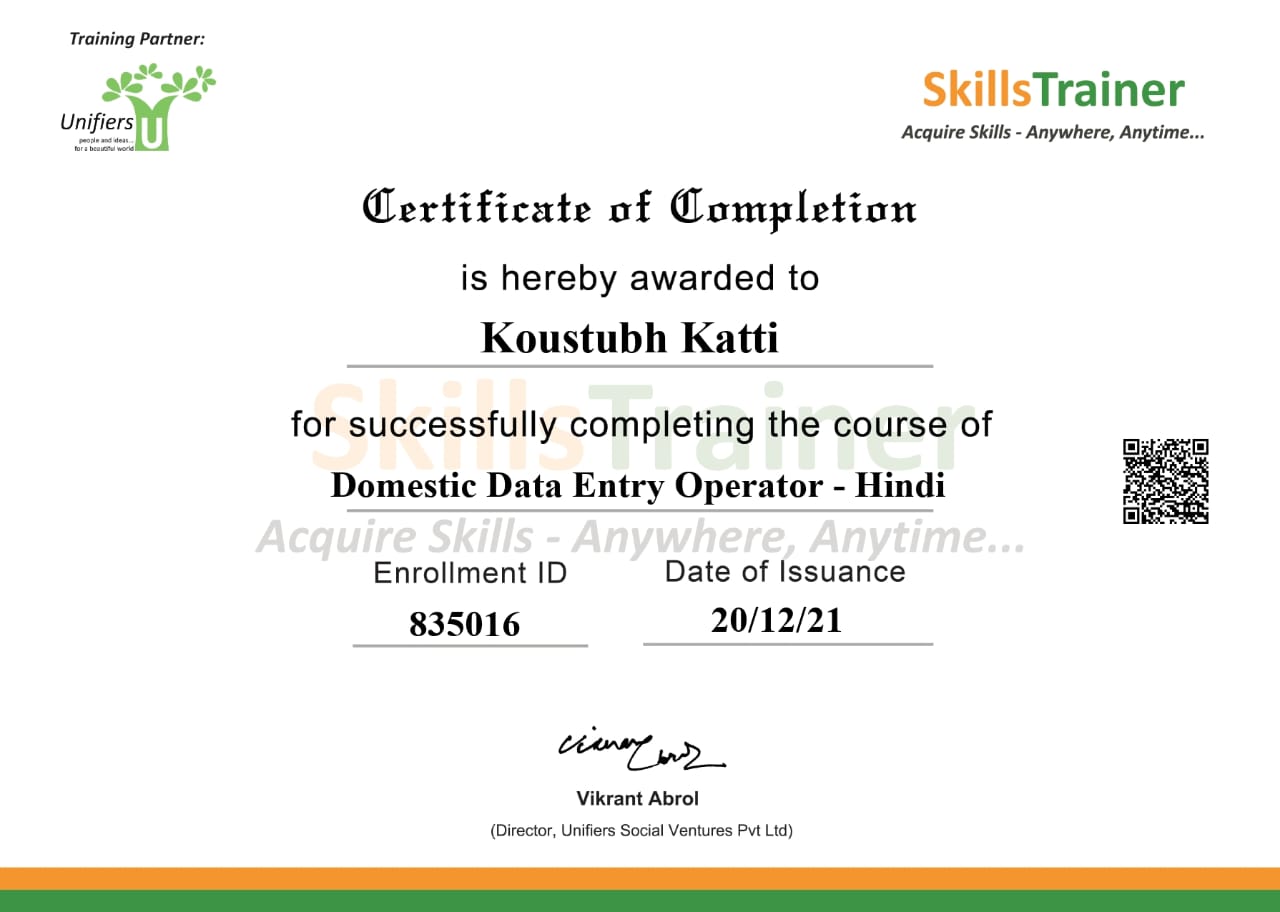 Training Partner:
Unifiers
people and ideas...
for a beautiful world
U
SkillsTrainer
Acquire Skills - Anywhere, Anytime...
Certificate of Completion
is hereby awarded to
Koustubh Katti
SkillsTrainer
for successfully completing the course of
Domestic Data Entry Operator - Hindi
Acquire Skills - Anywhere, Anytime...
Enrollment ID
Date of Issuance
835016
20/12/21
Vikrant Abrol
(Director, Unifiers Social Ventures Pvt Ltd)